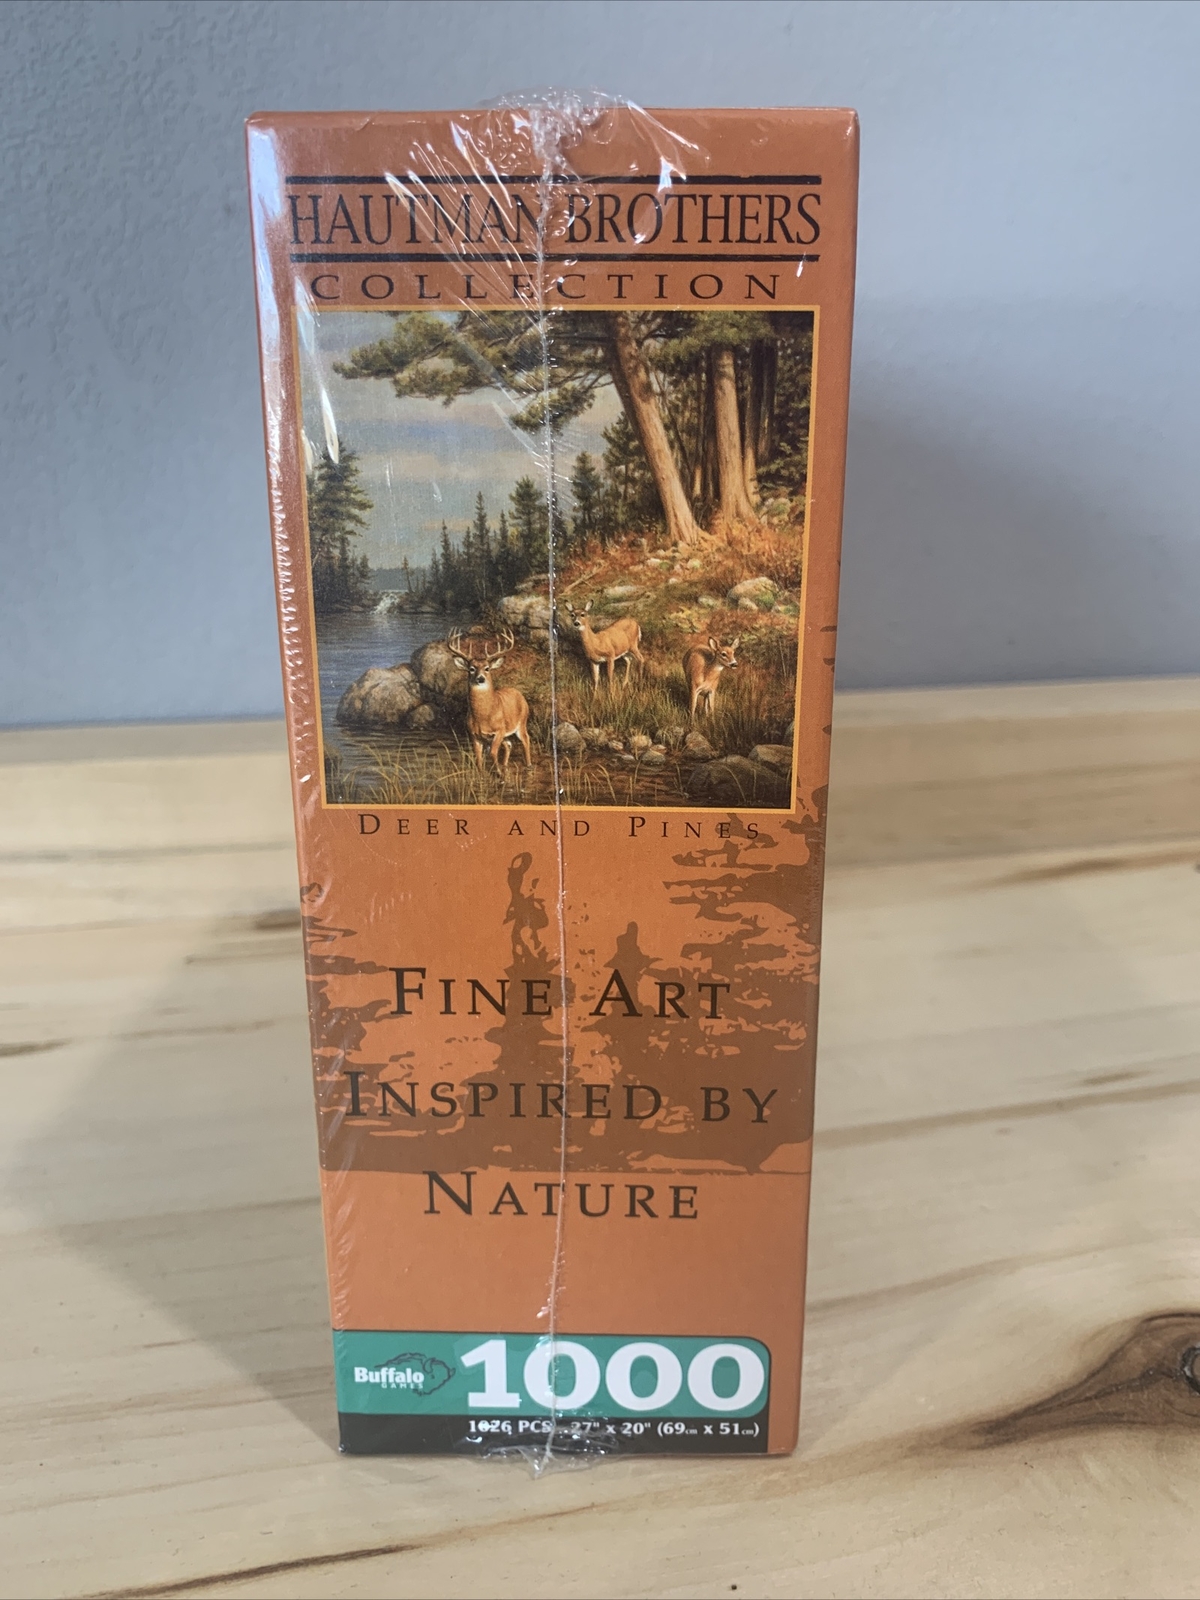 HAUTMAN BROTHERS
COLLECTION
DEER AND PINES
FINE ART
INSPIRED BY
NATURE
Buffalo
GAMES
1000
1026 PCS 27" x 20" (69cm x 51cm)